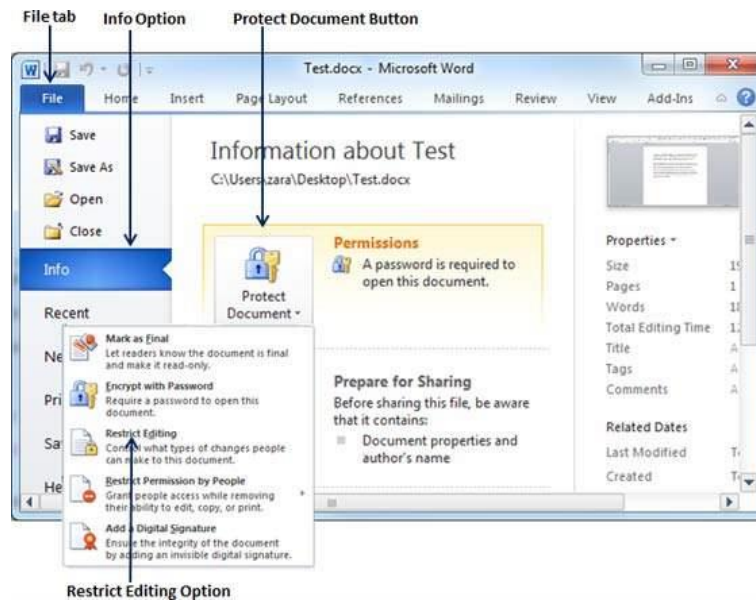 File tab
Info Option
Protect Document Button
Test.docx - Microsoft Word
File Home Insert Page Layout References Mailings Review View Add-Ins
Save
Save As
Open
Close
Info
Recent
Information about Test
C:\Users\zara\Desktop\Test.docx
Protect
Document
Permissions
A password is required to
open this document.
Mark as Final
Let readers know the document is final
and make it read-only.
Encrypt with Password
Require a password to open this
document.
Restrict Editing
Control what types of changes people
can make to this document.
Restrict Permission by People
Grant people access while removing
their ability to edit, copy, or print.
Add a Digital Signature
Ensure the integrity of the document
by adding an invisible digital signature.
Prepare for Sharing
Before sharing this file, be aware
that it contains:
Document properties and
author's name
Properties
Size
Pages 1
Words
Total Editing Time
Title
Tags
Comments
Related Dates
Last Modified
Created
Restrict Editing Option